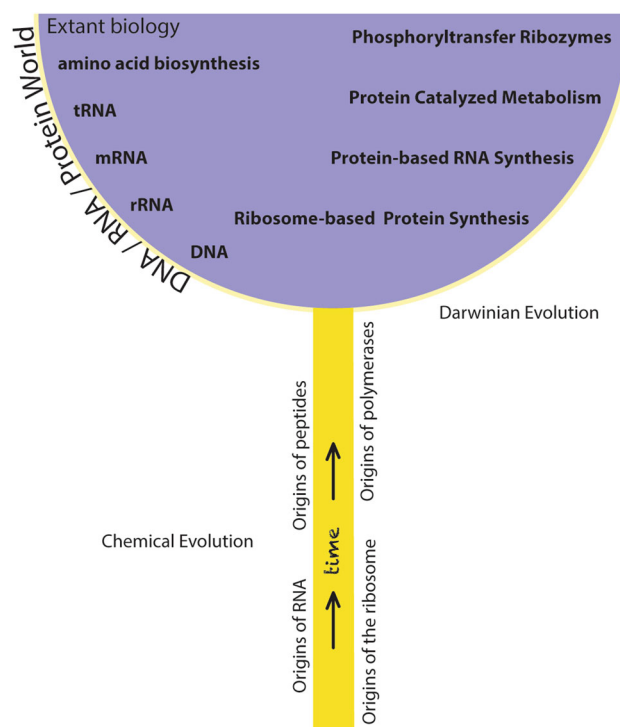 Extant biology
Phosphoryltransfer Ribozymes
amino acid biosynthesis
Protein Catalyzed Metabolism
tRNA
mRNA
Protein-based RNA Synthesis
rRNA
Ribosome-based Protein Synthesis
DNA
DNA / RNA / Protein World
Darwinian Evolution
Origins of peptides
Origins of polymerases
Chemical Evolution
time
Origins of RNA
Origins of the ribosome